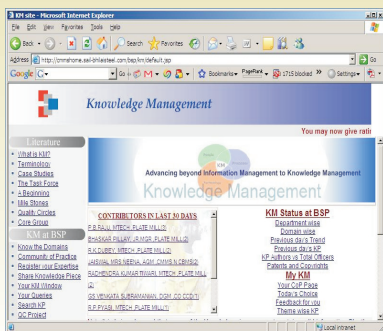 KM site - Microsoft Internet Explorer
File Edit View Favorites Tools Help
Back Search Favorites
Address http://cnmshome.sail-bhilaisteel.com/bsp/km/default.jsp Go
Google G Go M Bookmarks PageRank 1715 blocked Settings
Knowledge Management
You may now give ratir
Literature
What is KM?
Terminology
Case Studies
The Task Force
A Beginning
Mile Stones
Quality Circles
Core Group
KM at BSP
Know the Domains
Community of Practice
Register your Expertise
Share Knowledge Piece
Your KM Window
Your Queries
Search KP
QC Project
Advancing beyond Information Management to Knowledge Management
Knowledge Management
CONTRIBUTORS IN LAST 30 DAYS
P.B.RAJU, MTECH.,PLATE MILL(2)
BHASKAR PILLAY, JR.MGR.,PLATE MILL(2)
R.K.DUBEY, MTECH.,PLATE MILL(2)
JAISWAL MRS.NEENA, AGM.,CMMS N CBMS(2)
RADHENDRA KUMAR TIWARI, MTECH.,PLATE MILL
(2)
GS VENKATA SUBRAMANIAN, DGM.,CO.CCD(1)
R.P.PYASI, MTECH.,PLATE MILL(1)
KM Status at BSP
Department wise
Domain wise
Previous day's Trend
Previous day's KP
KP Authors vs Total Officers
Patents and Copyrights
My KM
Your CoP Page
Today's Choice
Feedback for you
Theme wise KP
Local intranet